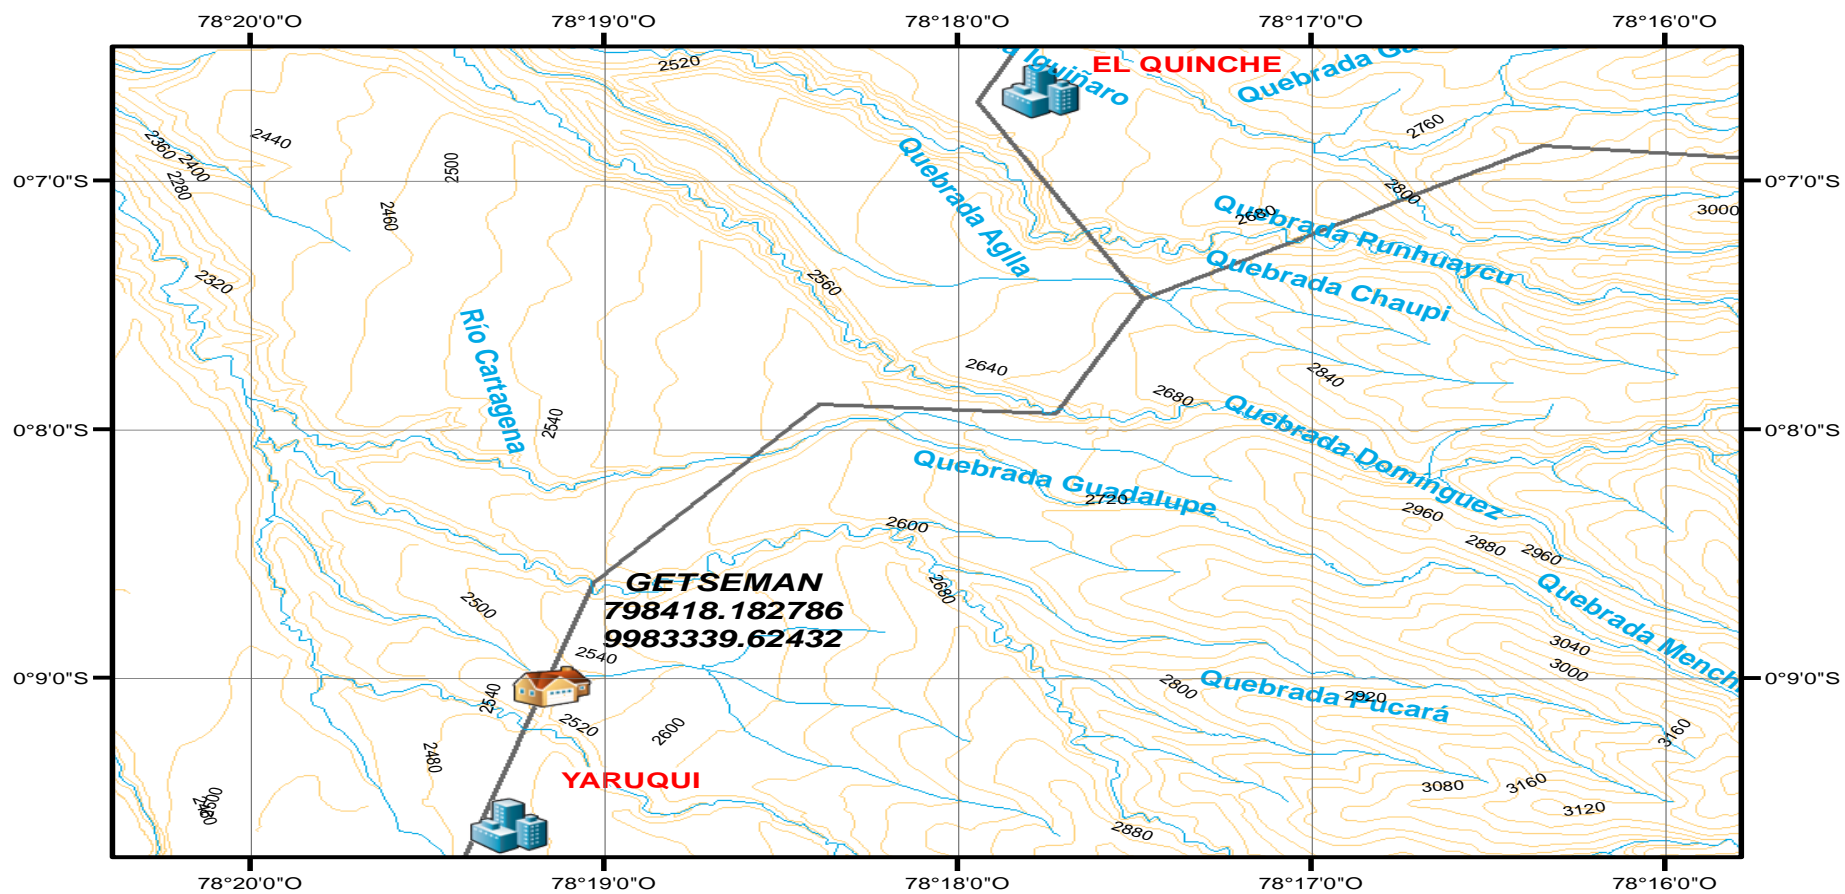 78°20'0"O 78°19'0"O 78°18'0"O 78°17'0"O 78°16'0"O
Iguiñaro
EL QUINCHE
Quebrada
2520
2760
2440
2360
2400
2280
2500
2460
Quebrada Aglla
0°7'0"S
0°7'0"S
2800
3000
2680
Quebrada Runhuaycu
Quebrada Chaupi
2320
2560
Río Cartagena
2640
2840
2680
2540
0°8'0"S
0°8'0"S
Quebrada Domínguez
Quebrada Guadalupe
2720
2960
2600
2880
2960
2680
GETSEMAN
798418.182786
9983339.62432
2500
2540
Quebrada
3040
3000
0°9'0"S
0°9'0"S
2540
2520
2600
2480
2800
Quebrada Pucará
2920
3160
YARUQUI
2500
3080
3160
3120
2880
78°20'0"O 78°19'0"O 78°18'0"O 78°17'0"O 78°16'0"O